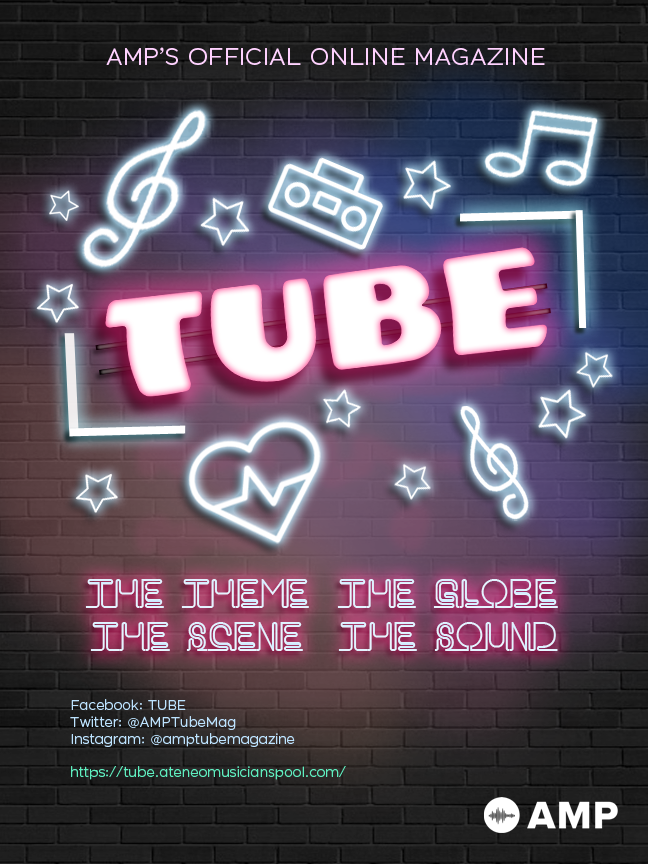 AMP'S OFFICIAL ONLINE MAGAZINE
TUBE
THE THEME THE GLOBE
THE SCENE THE SOUND
Facebook: TUBE
Twitter: @AMPTubeMag
Instagram: @amptubemagazine
https://tube.ateneomusicianspool.com/
AMP